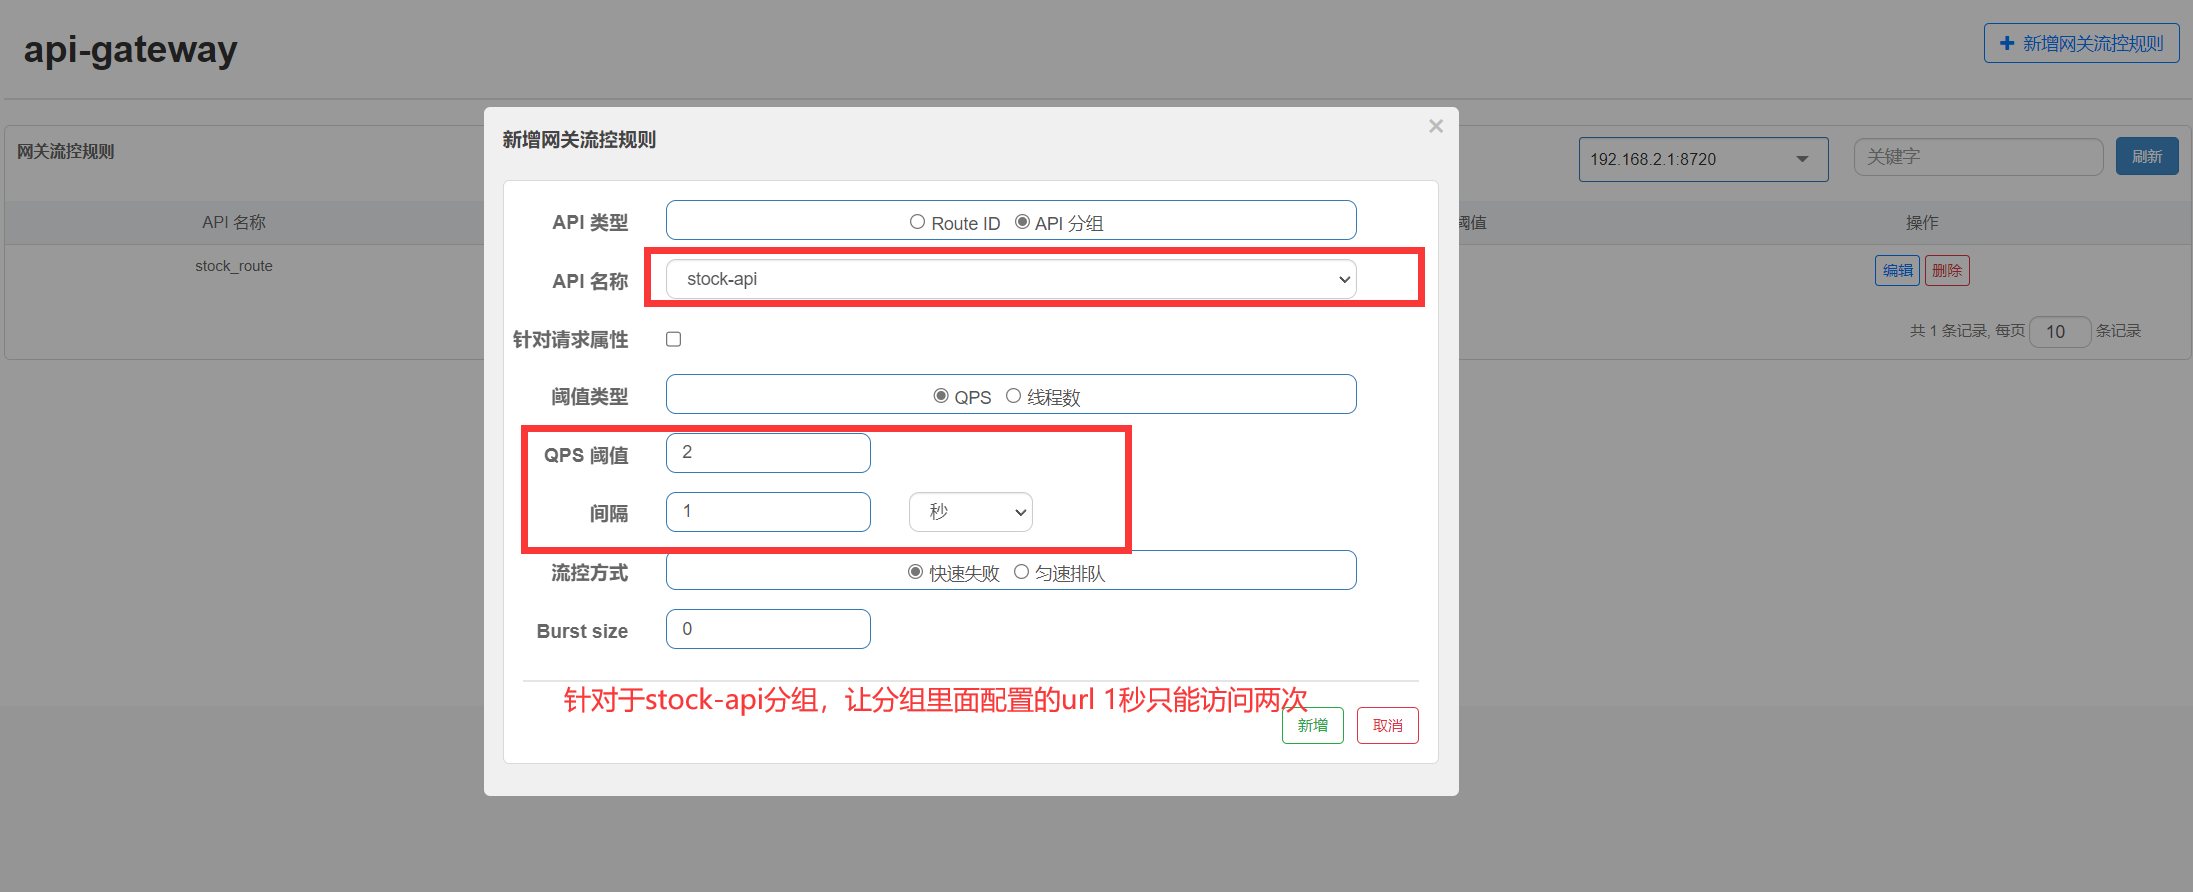 api-gateway
新增网关流控规则
网关流控规则
192.168.2.1:8720
关键字
刷新
API 名称
阈值
操作
stock_route
编辑 删除
共 1 条记录, 每页 10 条记录
新增网关流控规则
×
API 类型
Route ID API 分组
API 名称
stock-api
针对请求属性
阈值类型
QPS 线程数
QPS 阈值
2
间隔
1
秒
流控方式
快速失败 匀速排队
Burst size
0
针对于stock-api分组，让分组里面配置的url 1秒只能访问两次
新增 取消